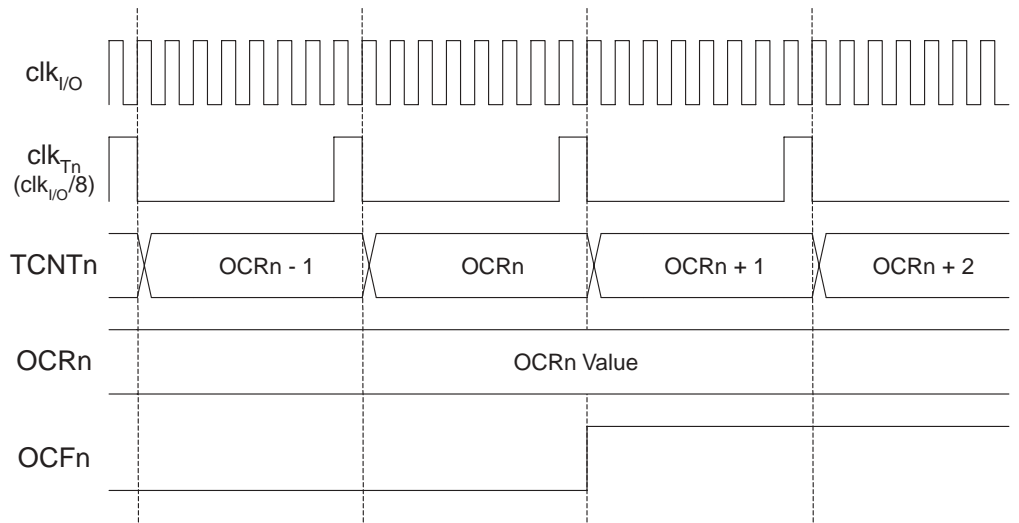 clkI/O
clkTn
(clkI/O/8)
TCNTn
OCRn - 1
OCRn
OCRn + 1
OCRn + 2
OCRn
OCRn Value
OCFn